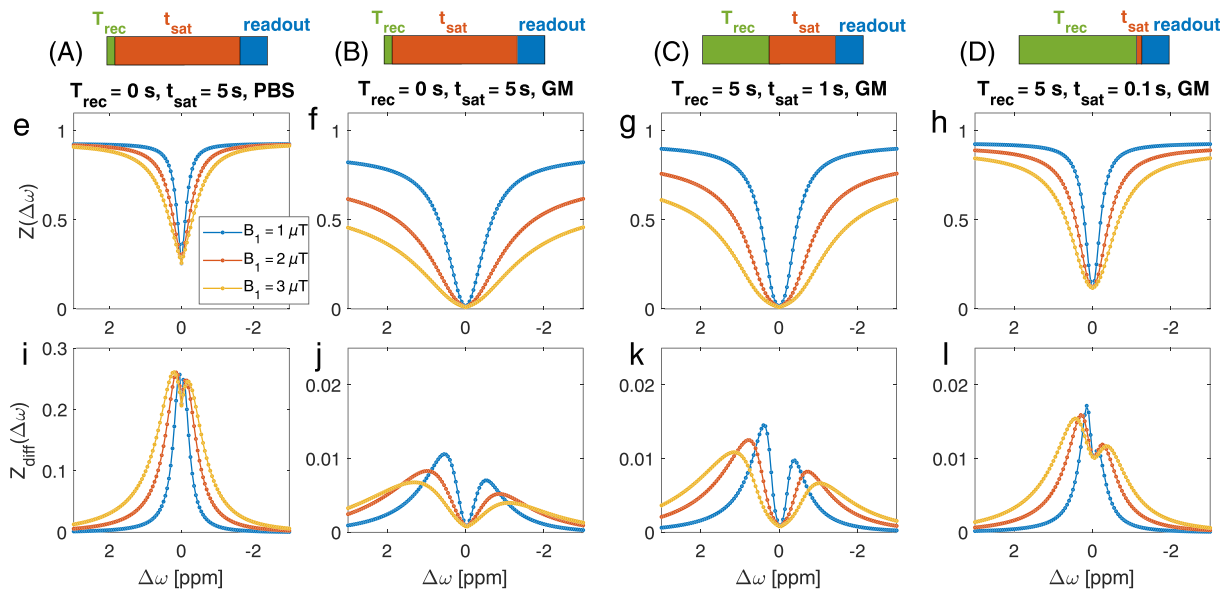 T_rec t_sat readout
(A)
T_rec t_sat readout
(B)
T_rec t_sat readout
(C)
T_rec t_sat readout
(D)
T_rec = 0 s, t_sat = 5 s, PBS
T_rec = 0 s, t_sat = 5 s, GM
T_rec = 5 s, t_sat = 1 s, GM
T_rec = 5 s, t_sat = 0.1 s, GM
e
1
0.5
0
Z(Δω)
2 0 -2
B_1 = 1 μT
B_1 = 2 μT
B_1 = 3 μT
f
1
0.5
0
2 0 -2
g
1
0.5
0
2 0 -2
h
1
0.5
0
2 0 -2
i
0.3
0.2
0.1
0
Z_diff(Δω)
2 0 -2
Δω [ppm]
j
0.02
0.01
0
2 0 -2
Δω [ppm]
k
0.02
0.01
0
2 0 -2
Δω [ppm]
l
0.02
0.01
0
2 0 -2
Δω [ppm]